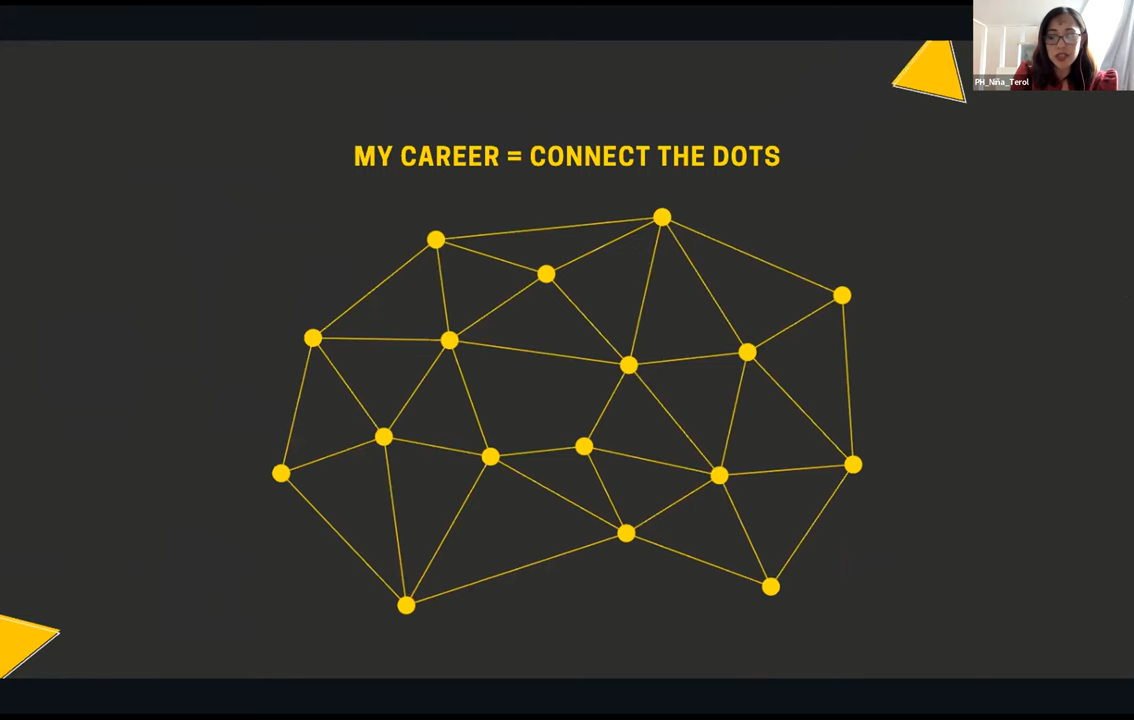 PH_Niña_Terol
MY CAREER = CONNECT THE DOTS